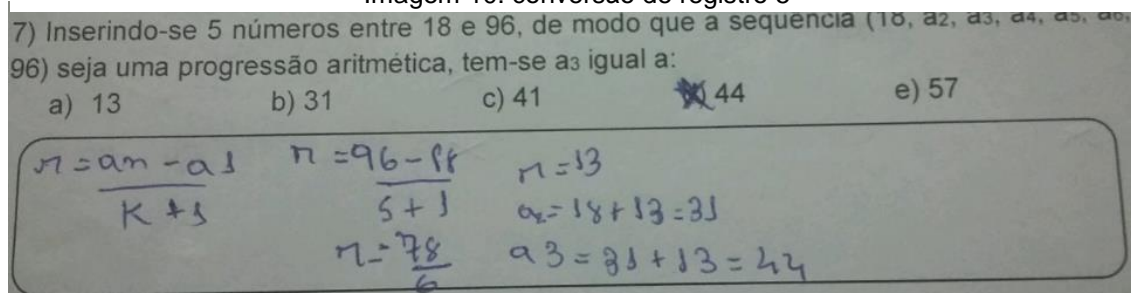 7) Inserindo-se 5 números entre 18 e 96, de modo que a sequência (18, a2, a3, a4, a5, a6,
96) seja uma progressão aritmética, tem-se a3 igual a:
a) 13 b) 31 c) 41 44 e) 57
r = an - a1 / K + 1
r = 96 - 18 / 5 + 1
r = 78 / 6
r = 13
a2 = 18 + 13 = 31
a3 = 31 + 13 = 44